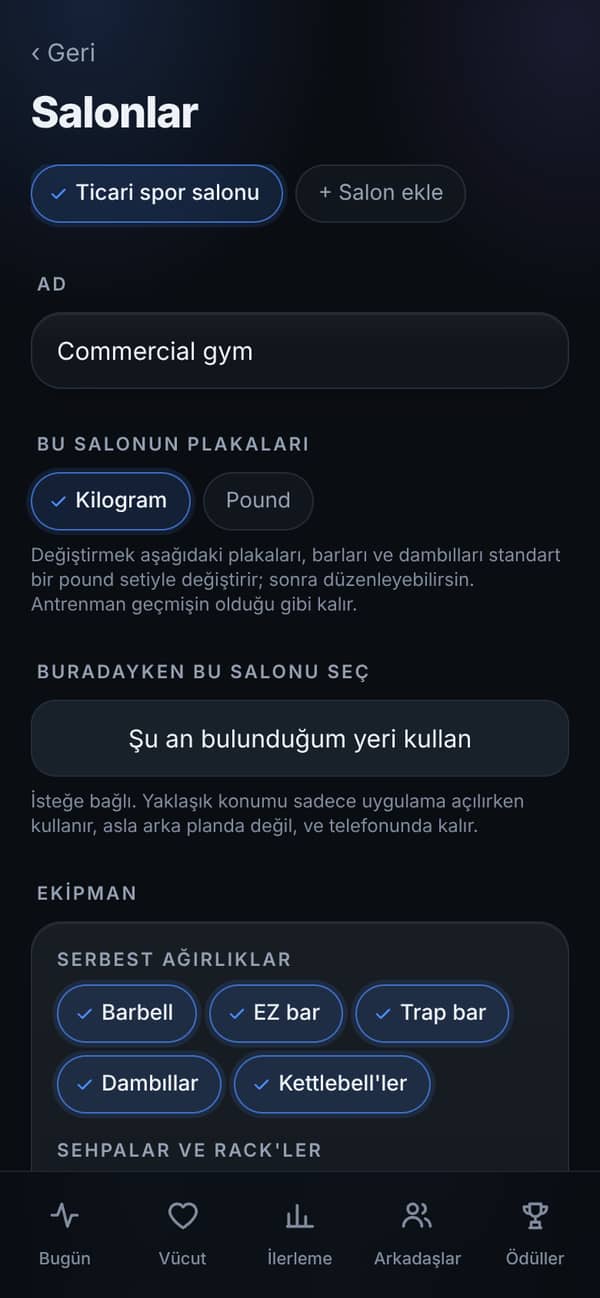 ‹ Geri
Salonlar
✓ Ticari spor salonu
+ Salon ekle
AD
Commercial gym
BU SALONUN PLAKALARI
✓ Kilogram
Pound
Değiştirmek aşağıdaki plakaları, barları ve dambılları standart
bir pound setiyle değiştirir; sonra düzenleyebilirsin.
Antrenman geçmişin olduğu gibi kalır.
BURADAYKEN BU SALONU SEÇ
Şu an bulunduğum yeri kullan
İsteğe bağlı. Yaklaşık konumu sadece uygulama açılırken
kullanır, asla arka planda değil, ve telefonunda kalır.
EKİPMAN
SERBEST AĞIRLIKLAR
✓ Barbell
✓ EZ bar
✓ Trap bar
✓ Dambıllar
✓ Kettlebell'ler
SEHPALAR VE RACK'LER
Bugün
Vücut
İlerleme
Arkadaşlar
Ödüller